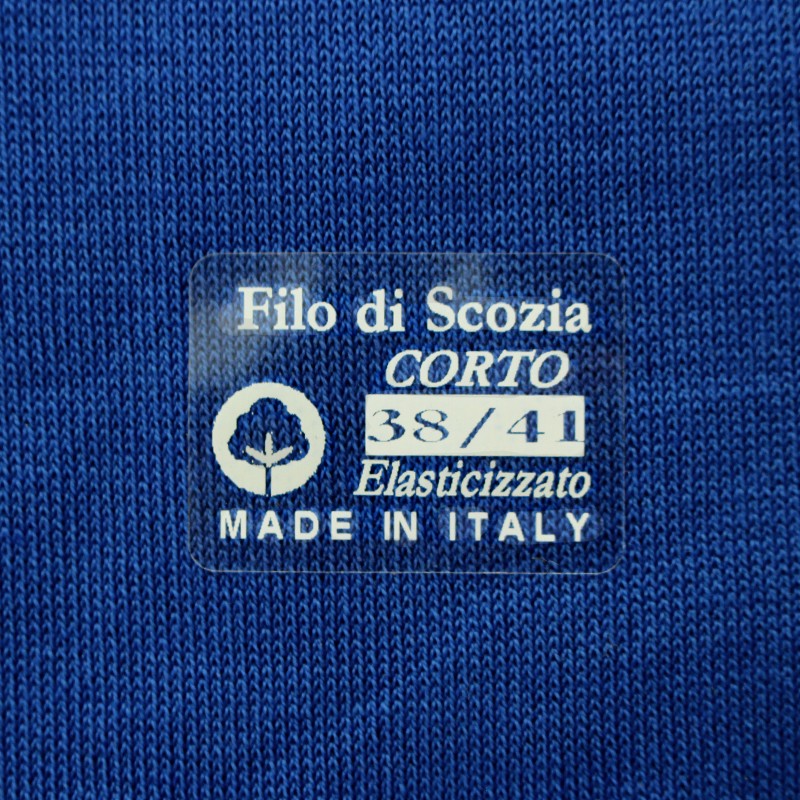 Filo di Scozia
CORTO
38/41
Elasticizzato
MADE IN ITALY